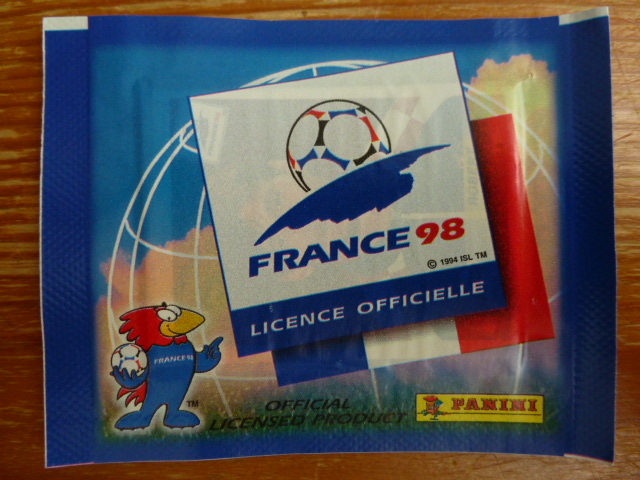 FRANCE 98
© 1994 ISL TM
LICENCE OFFICIELLE
FRANCE 98
TM
OFFICIAL
LICENSED PRODUCT
PANINI